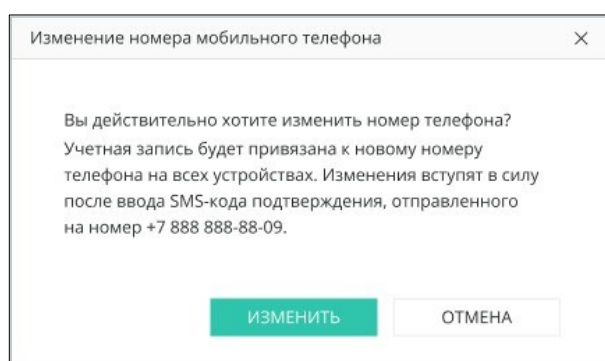 Изменение номера мобильного телефона
Вы действительно хотите изменить номер телефона?
Учетная запись будет привязана к новому номеру
телефона на всех устройствах. Изменения вступят в силу
после ввода SMS-кода подтверждения, отправленного
на номер +7 888 888-88-09.
ИЗМЕНИТЬ ОТМЕНА